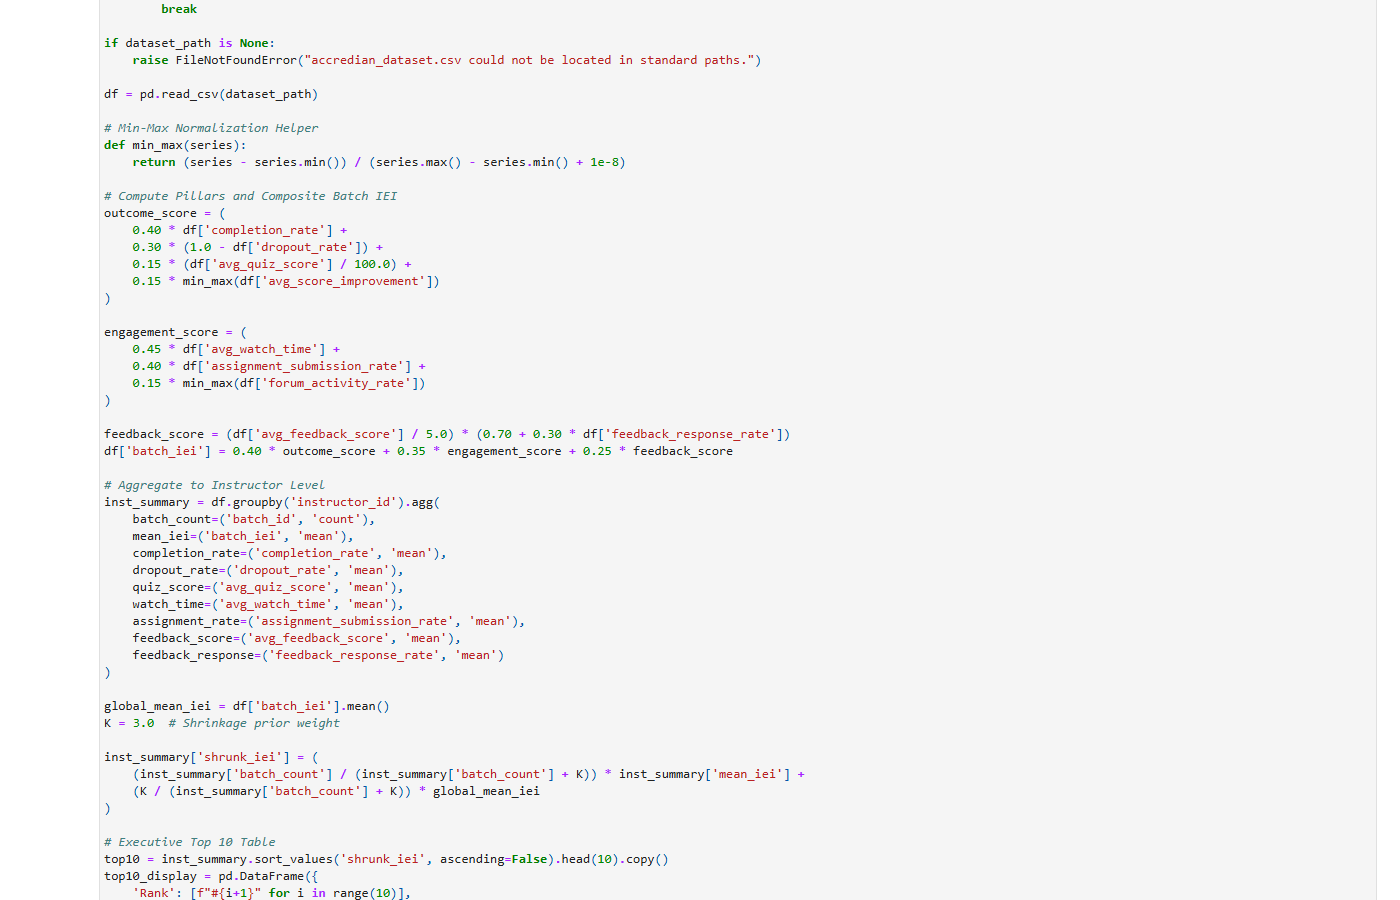 break
if dataset_path is None:
raise FileNotFoundError("accredian_dataset.csv could not be located in standard paths.")
df = pd.read_csv(dataset_path)
# Min-Max Normalization Helper
def min_max(series):
return (series - series.min()) / (series.max() - series.min() + 1e-8)
# Compute Pillars and Composite Batch IEI
outcome_score = (
0.40 * df['completion_rate'] +
0.30 * (1.0 - df['dropout_rate']) +
0.15 * (df['avg_quiz_score'] / 100.0) +
0.15 * min_max(df['avg_score_improvement'])
)
engagement_score = (
0.45 * df['avg_watch_time'] +
0.40 * df['assignment_submission_rate'] +
0.15 * min_max(df['forum_activity_rate'])
)
feedback_score = (df['avg_feedback_score'] / 5.0) * (0.70 + 0.30 * df['feedback_response_rate'])
df['batch_iei'] = 0.40 * outcome_score + 0.35 * engagement_score + 0.25 * feedback_score
# Aggregate to Instructor Level
inst_summary = df.groupby('instructor_id').agg(
batch_count=('batch_id', 'count'),
mean_iei=('batch_iei', 'mean'),
completion_rate=('completion_rate', 'mean'),
dropout_rate=('dropout_rate', 'mean'),
quiz_score=('avg_quiz_score', 'mean'),
watch_time=('avg_watch_time', 'mean'),
assignment_rate=('assignment_submission_rate', 'mean'),
feedback_score=('avg_feedback_score', 'mean'),
feedback_response=('feedback_response_rate', 'mean')
)
global_mean_iei = df['batch_iei'].mean()
K = 3.0  # Shrinkage prior weight
inst_summary['shrunk_iei'] = (
(inst_summary['batch_count'] / (inst_summary['batch_count'] + K)) * inst_summary['mean_iei'] +
(K / (inst_summary['batch_count'] + K)) * global_mean_iei
)
# Executive Top 10 Table
top10 = inst_summary.sort_values('shrunk_iei', ascending=False).head(10).copy()
top10_display = pd.DataFrame({
'Rank': [f"#{i+1}" for i in range(10)],